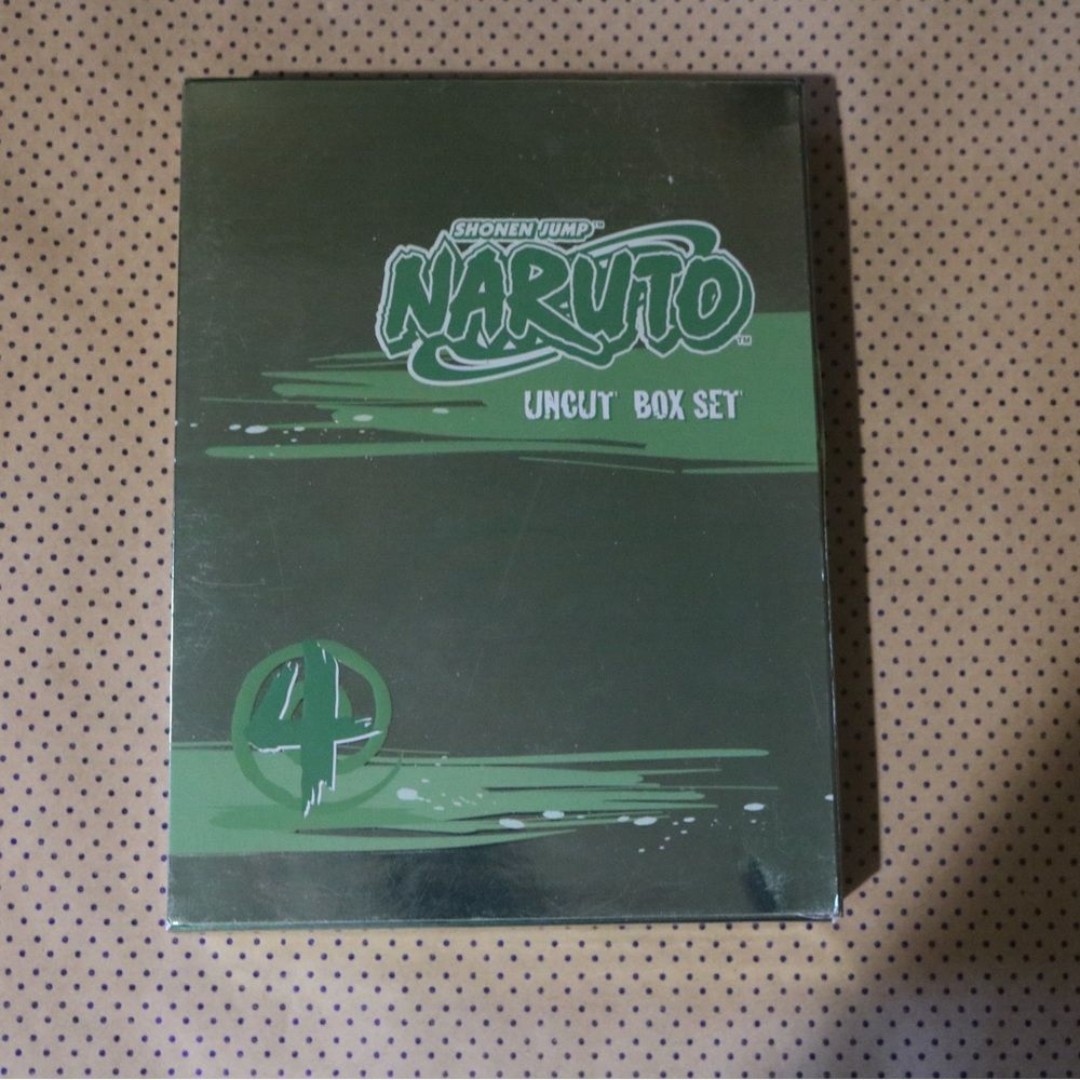 SHONEN JUMP™
NARUTO™
UNCUT BOX SET
4